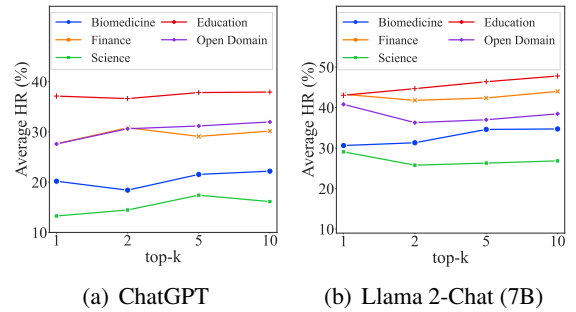 Biomedicine
Finance
Science
Education
Open Domain
Average HR (%)
40
30
20
10
1
2
5
10
top-k
(a) ChatGPT
Biomedicine
Finance
Science
Education
Open Domain
Average HR (%)
50
40
30
20
10
1
2
5
10
top-k
(b) Llama 2-Chat (7B)